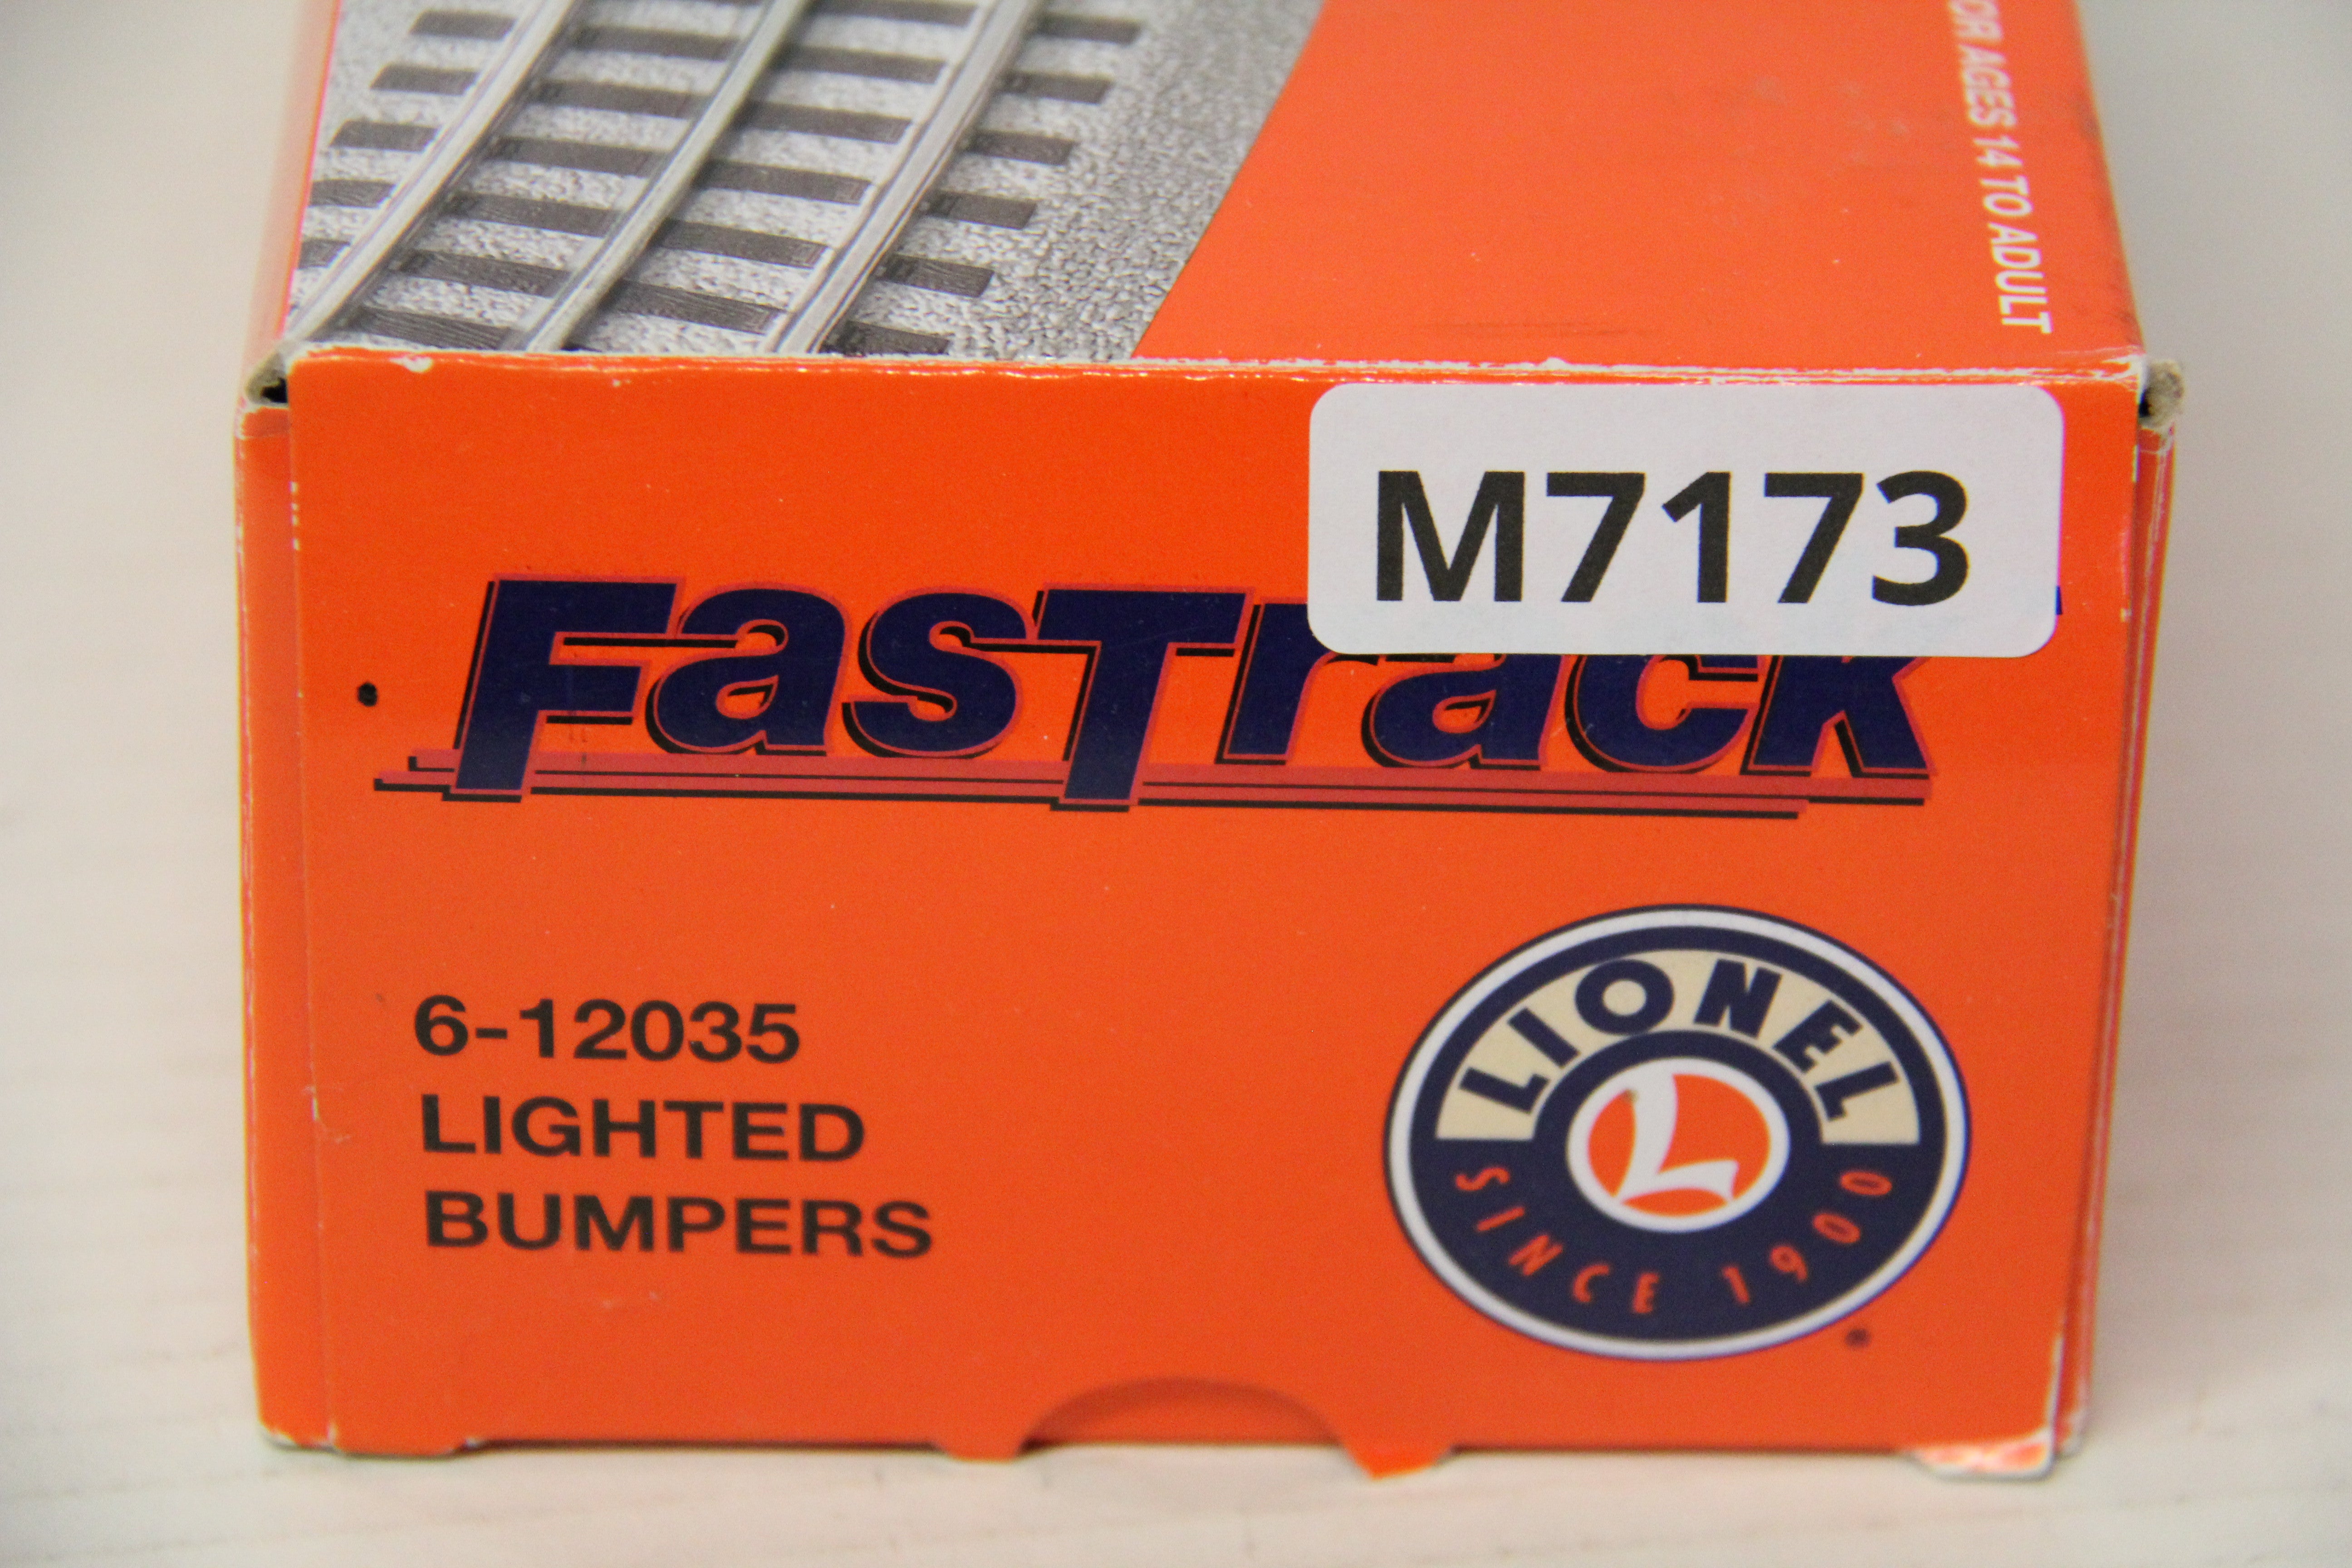 OR AGES 14 TO ADULT
M7173
FasTrack
6-12035
LIGHTED
BUMPERS
LIONEL
L
SINCE 1900